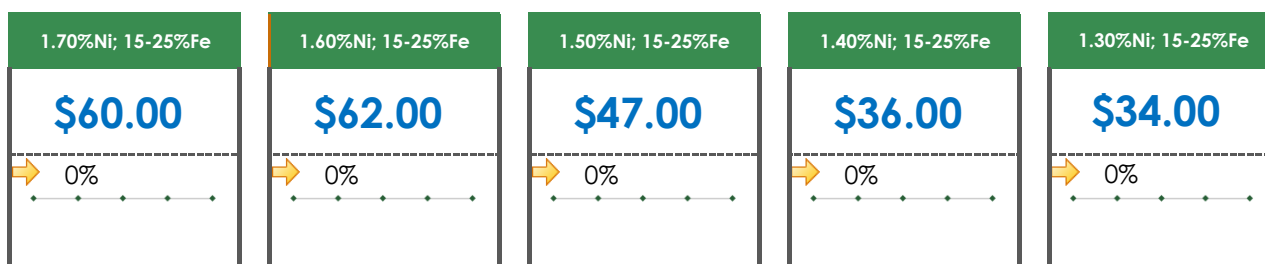 1.70%Ni; 15-25%Fe
$60.00
0%
1.60%Ni; 15-25%Fe
$62.00
0%
1.50%Ni; 15-25%Fe
$47.00
0%
1.40%Ni; 15-25%Fe
$36.00
0%
1.30%Ni; 15-25%Fe
$34.00
0%